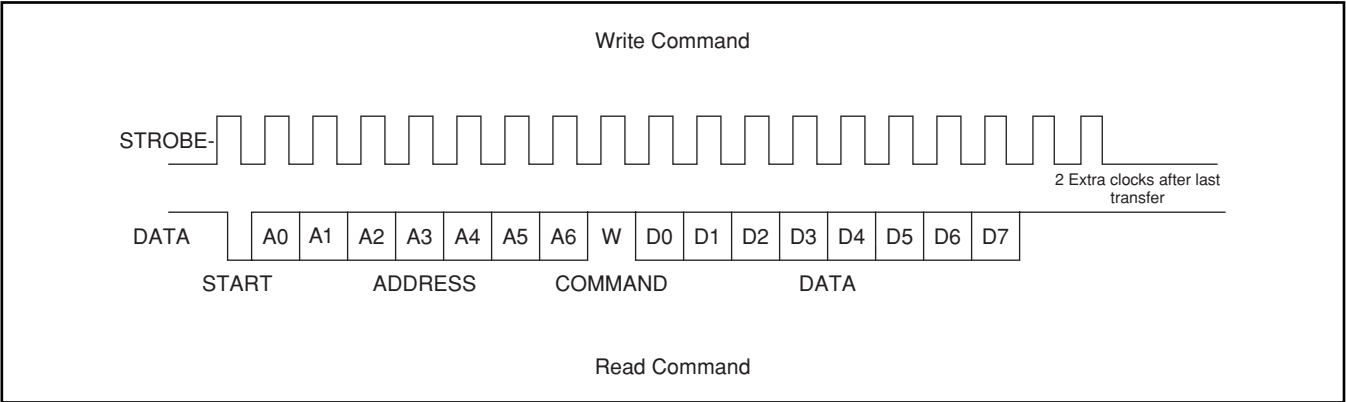 Write Command
STROBE-
2 Extra clocks after last
transfer
DATA A0 A1 A2 A3 A4 A5 A6 W D0 D1 D2 D3 D4 D5 D6 D7
START ADDRESS COMMAND DATA
Read Command